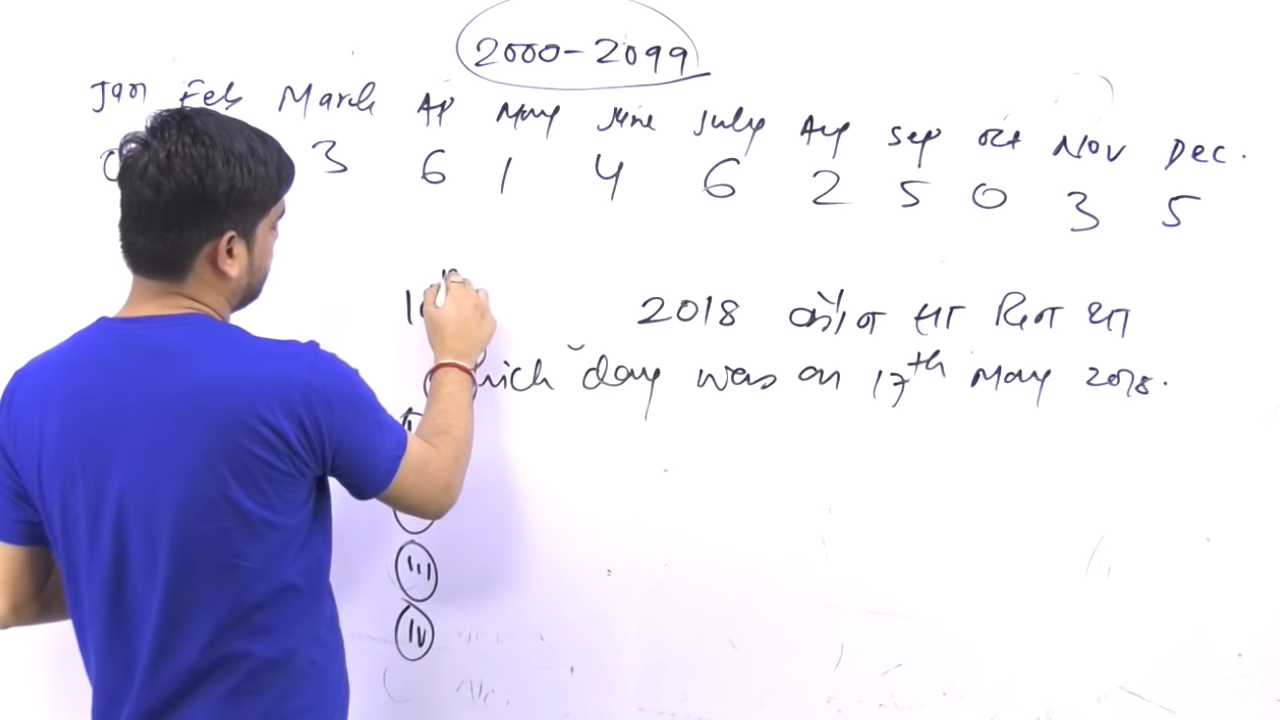 2000-2099
Jan Feb March AP May June July Aug Sep Oct Nov Dec.
0 3 6 1 4 6 2 5 0 3 5
2018 को कौन सा दिन था
which day was on 17th May 2018.
III
IV